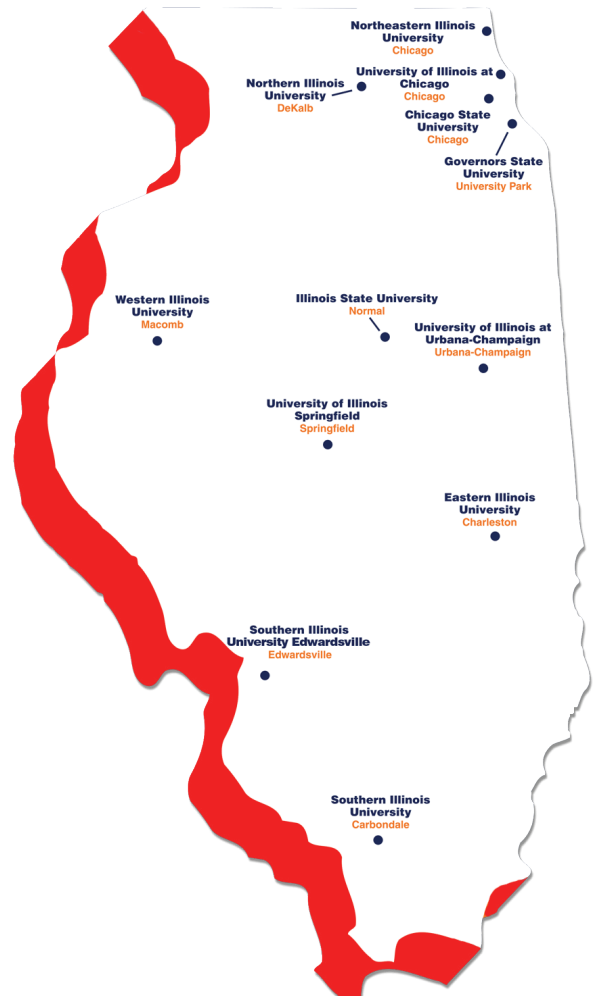 Northeastern Illinois
University
Chicago
University of Illinois at
Chicago
Chicago
Northern Illinois
University
DeKalb
Chicago State
University
Chicago
Governors State
University
University Park
Western Illinois
University
Macomb
Illinois State University
Normal
University of Illinois at
Urbana-Champaign
Urbana-Champaign
University of Illinois
Springfield
Springfield
Eastern Illinois
University
Charleston
Southern Illinois
University Edwardsville
Edwardsville
Southern Illinois
University
Carbondale